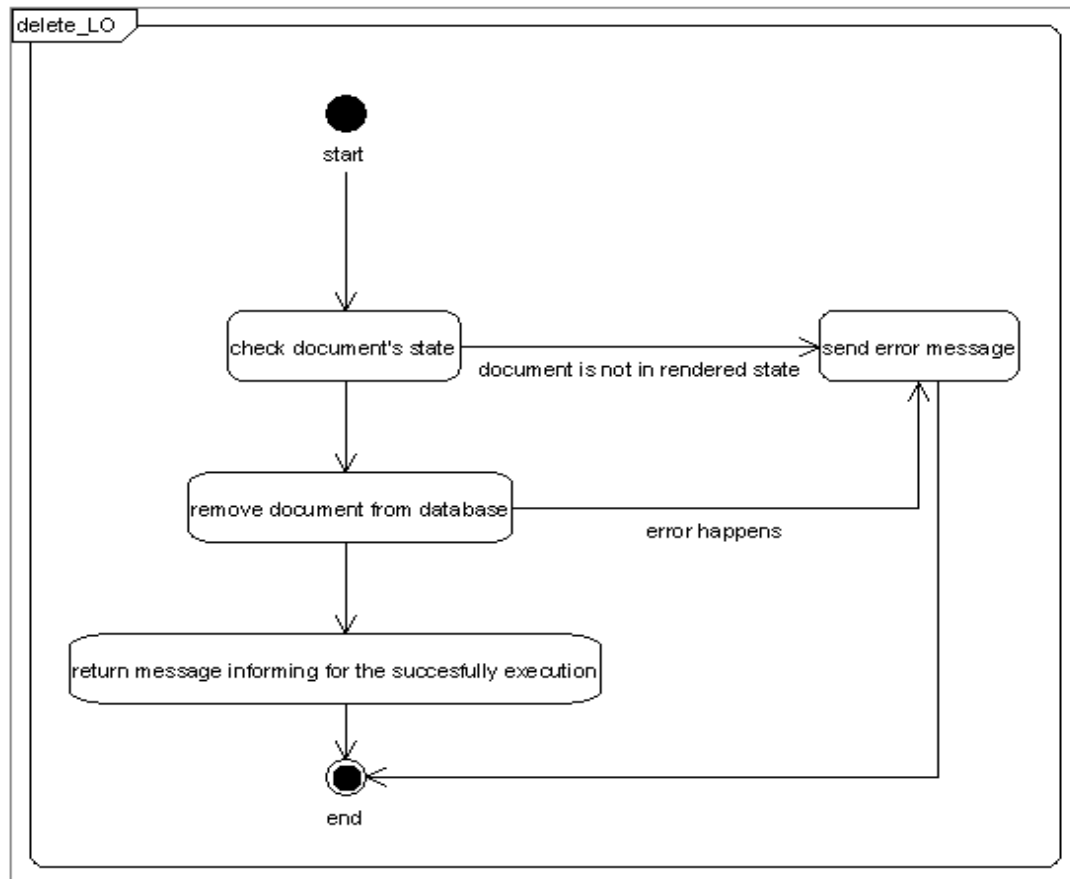 delete_LO
start
check document's state
send error message
document is not in rendered state
remove document from database
error happens
return message informing for the succesfully execution
end